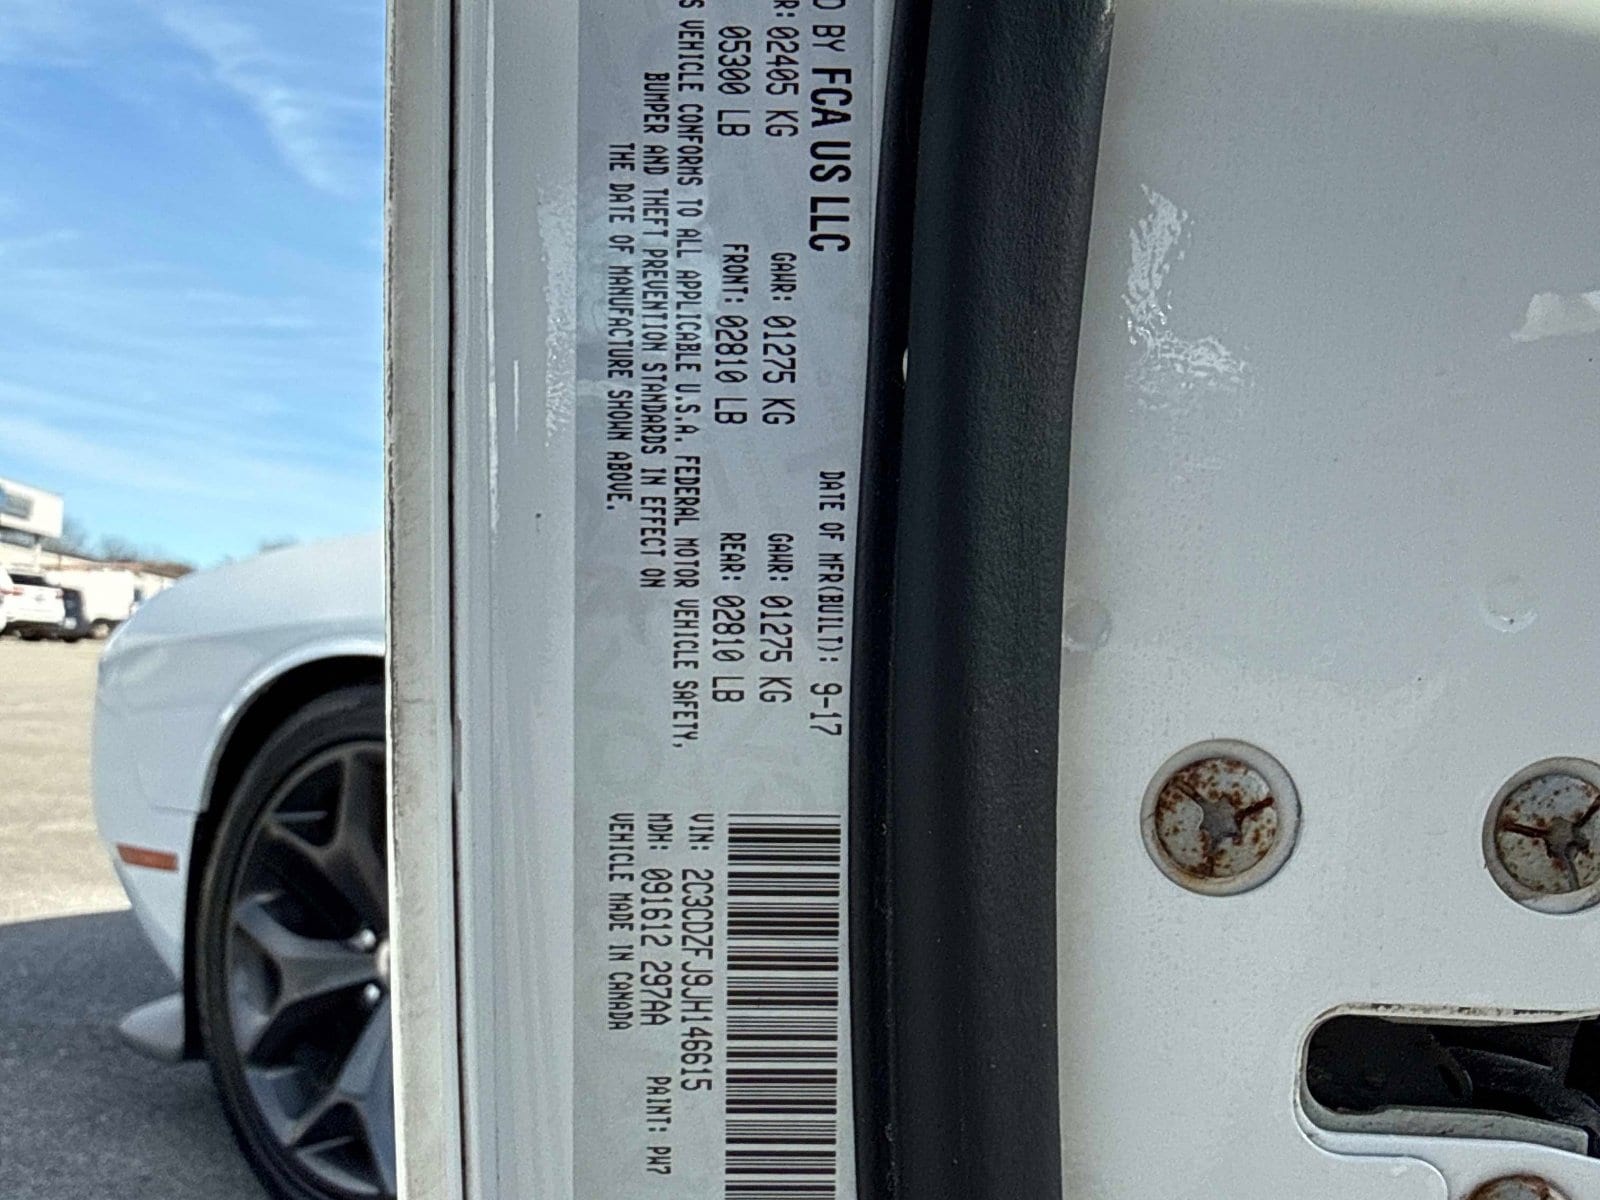 D BY FCA US LLC
DATE OF MFR(BUILT): 9-17
R: 02405 KG
GAWR: 01275 KG
GAWR: 01275 KG
05300 LB
FRONT: 02810 LB
REAR: 02810 LB
S VEHICLE CONFORMS TO ALL APPLICABLE U.S.A. FEDERAL MOTOR VEHICLE SAFETY,
BUMPER AND THEFT PREVENTION STANDARDS IN EFFECT ON
THE DATE OF MANUFACTURE SHOWN ABOVE.
VIN: 2C3CDZFJ9JH146615
MDH: 091612 297AA PAINT: PW7
VEHICLE MADE IN CANADA